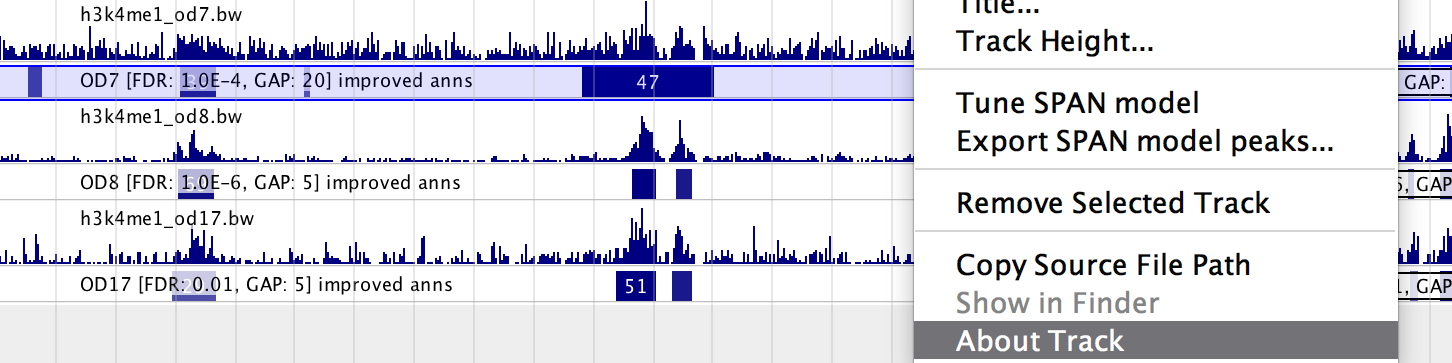 h3k4me1_od7.bw
OD7 [FDR: 1.0E-4, GAP: 20] improved anns
47
h3k4me1_od8.bw
OD8 [FDR: 1.0E-6, GAP: 5] improved anns
h3k4me1_od17.bw
OD17 [FDR: 0.01, GAP: 5] improved anns
51
Title...
Track Height...
Tune SPAN model
Export SPAN model peaks...
Remove Selected Track
Copy Source File Path
Show in Finder
About Track
GAP:
, GAP
, GAP